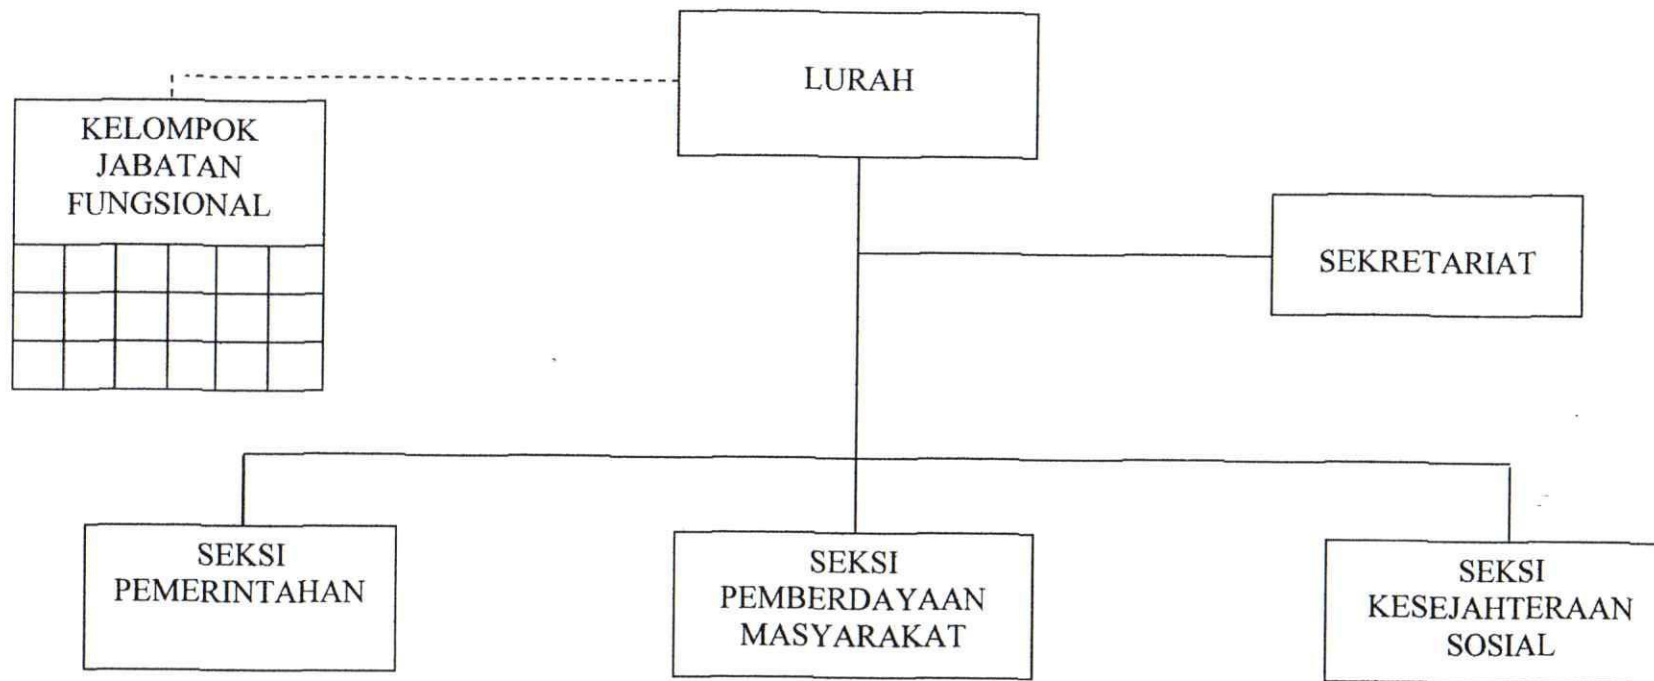 LURAH
KELOMPOK
JABATAN
FUNGSIONAL
SEKRETARIAT
SEKSI
PEMERINTAHAN
SEKSI
PEMBERDAYAAN
MASYARAKAT
SEKSI
KESEJAHTERAAN
SOSIAL